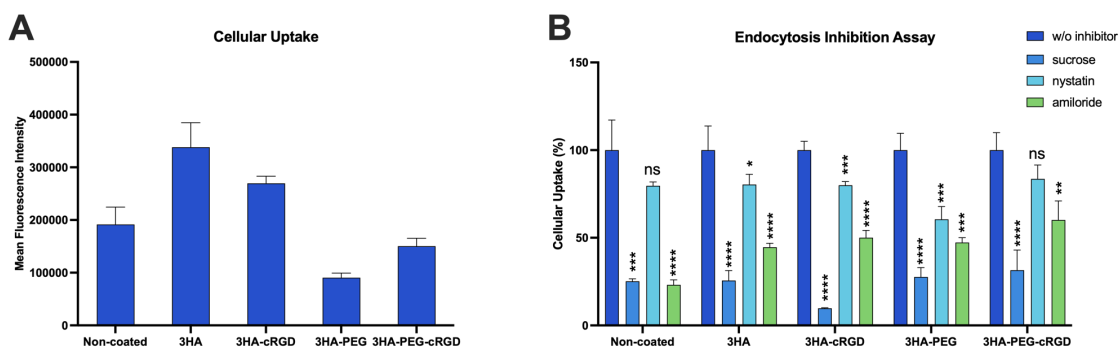 A
Cellular Uptake
Mean Fluorescence Intensity
500000
400000
300000
200000
100000
0
Non-coated 3HA 3HA-cRGD 3HA-PEG 3HA-PEG-cRGD
B
Endocytosis Inhibition Assay
w/o inhibitor
sucrose
nystatin
amiloride
Cellular Uptake (%)
150
100
50
0
*** ns **** **** * **** **** *** **** **** *** *** **** ns **
Non-coated 3HA 3HA-cRGD 3HA-PEG 3HA-PEG-cRGD